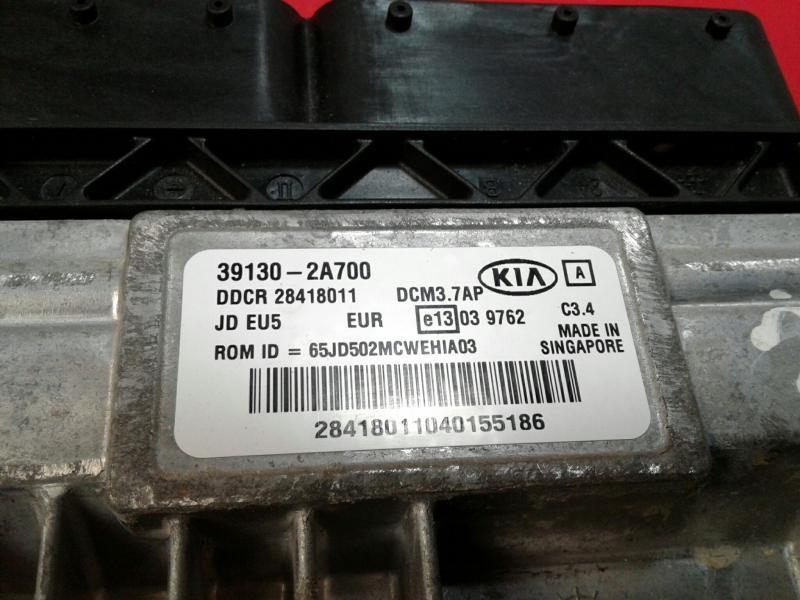 39130-2A700 KIA A
DDCR 28418011 DCM3.7AP
JD EU5 EUR e13 03 9762 C3.4
ROM ID = 65JD502MCWEHIA03 MADE IN
SINGAPORE
28418011040155186